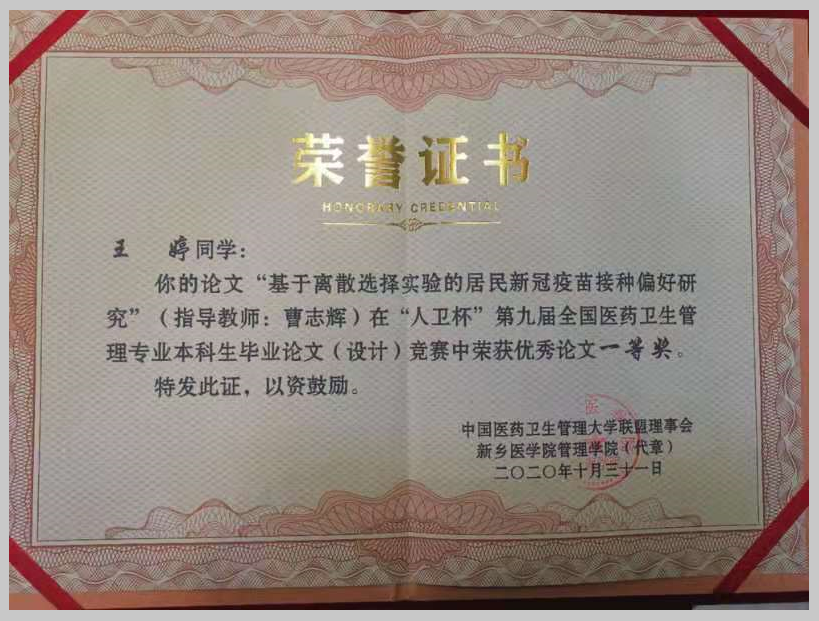 荣誉证书
HONORARY CREDENTIAL
王 婷同学：
你的论文“基于离散选择实验的居民新冠疫苗接种偏好研
究”（指导教师：曹志辉）在“人卫杯”第九届全国医药卫生管
理专业本科生毕业论文（设计）竞赛中荣获优秀论文一等奖。
特发此证，以资鼓励。
中国医药卫生管理大学联盟理事会
新乡医学院管理学院（代章）
二〇二〇年十月三十一日